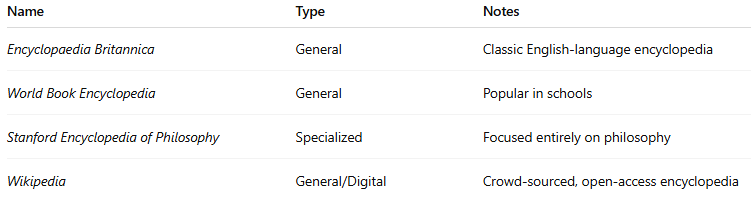 Name Type Notes
Encyclopaedia Britannica General Classic English-language encyclopedia
World Book Encyclopedia General Popular in schools
Stanford Encyclopedia of Philosophy Specialized Focused entirely on philosophy
Wikipedia General/Digital Crowd-sourced, open-access encyclopedia